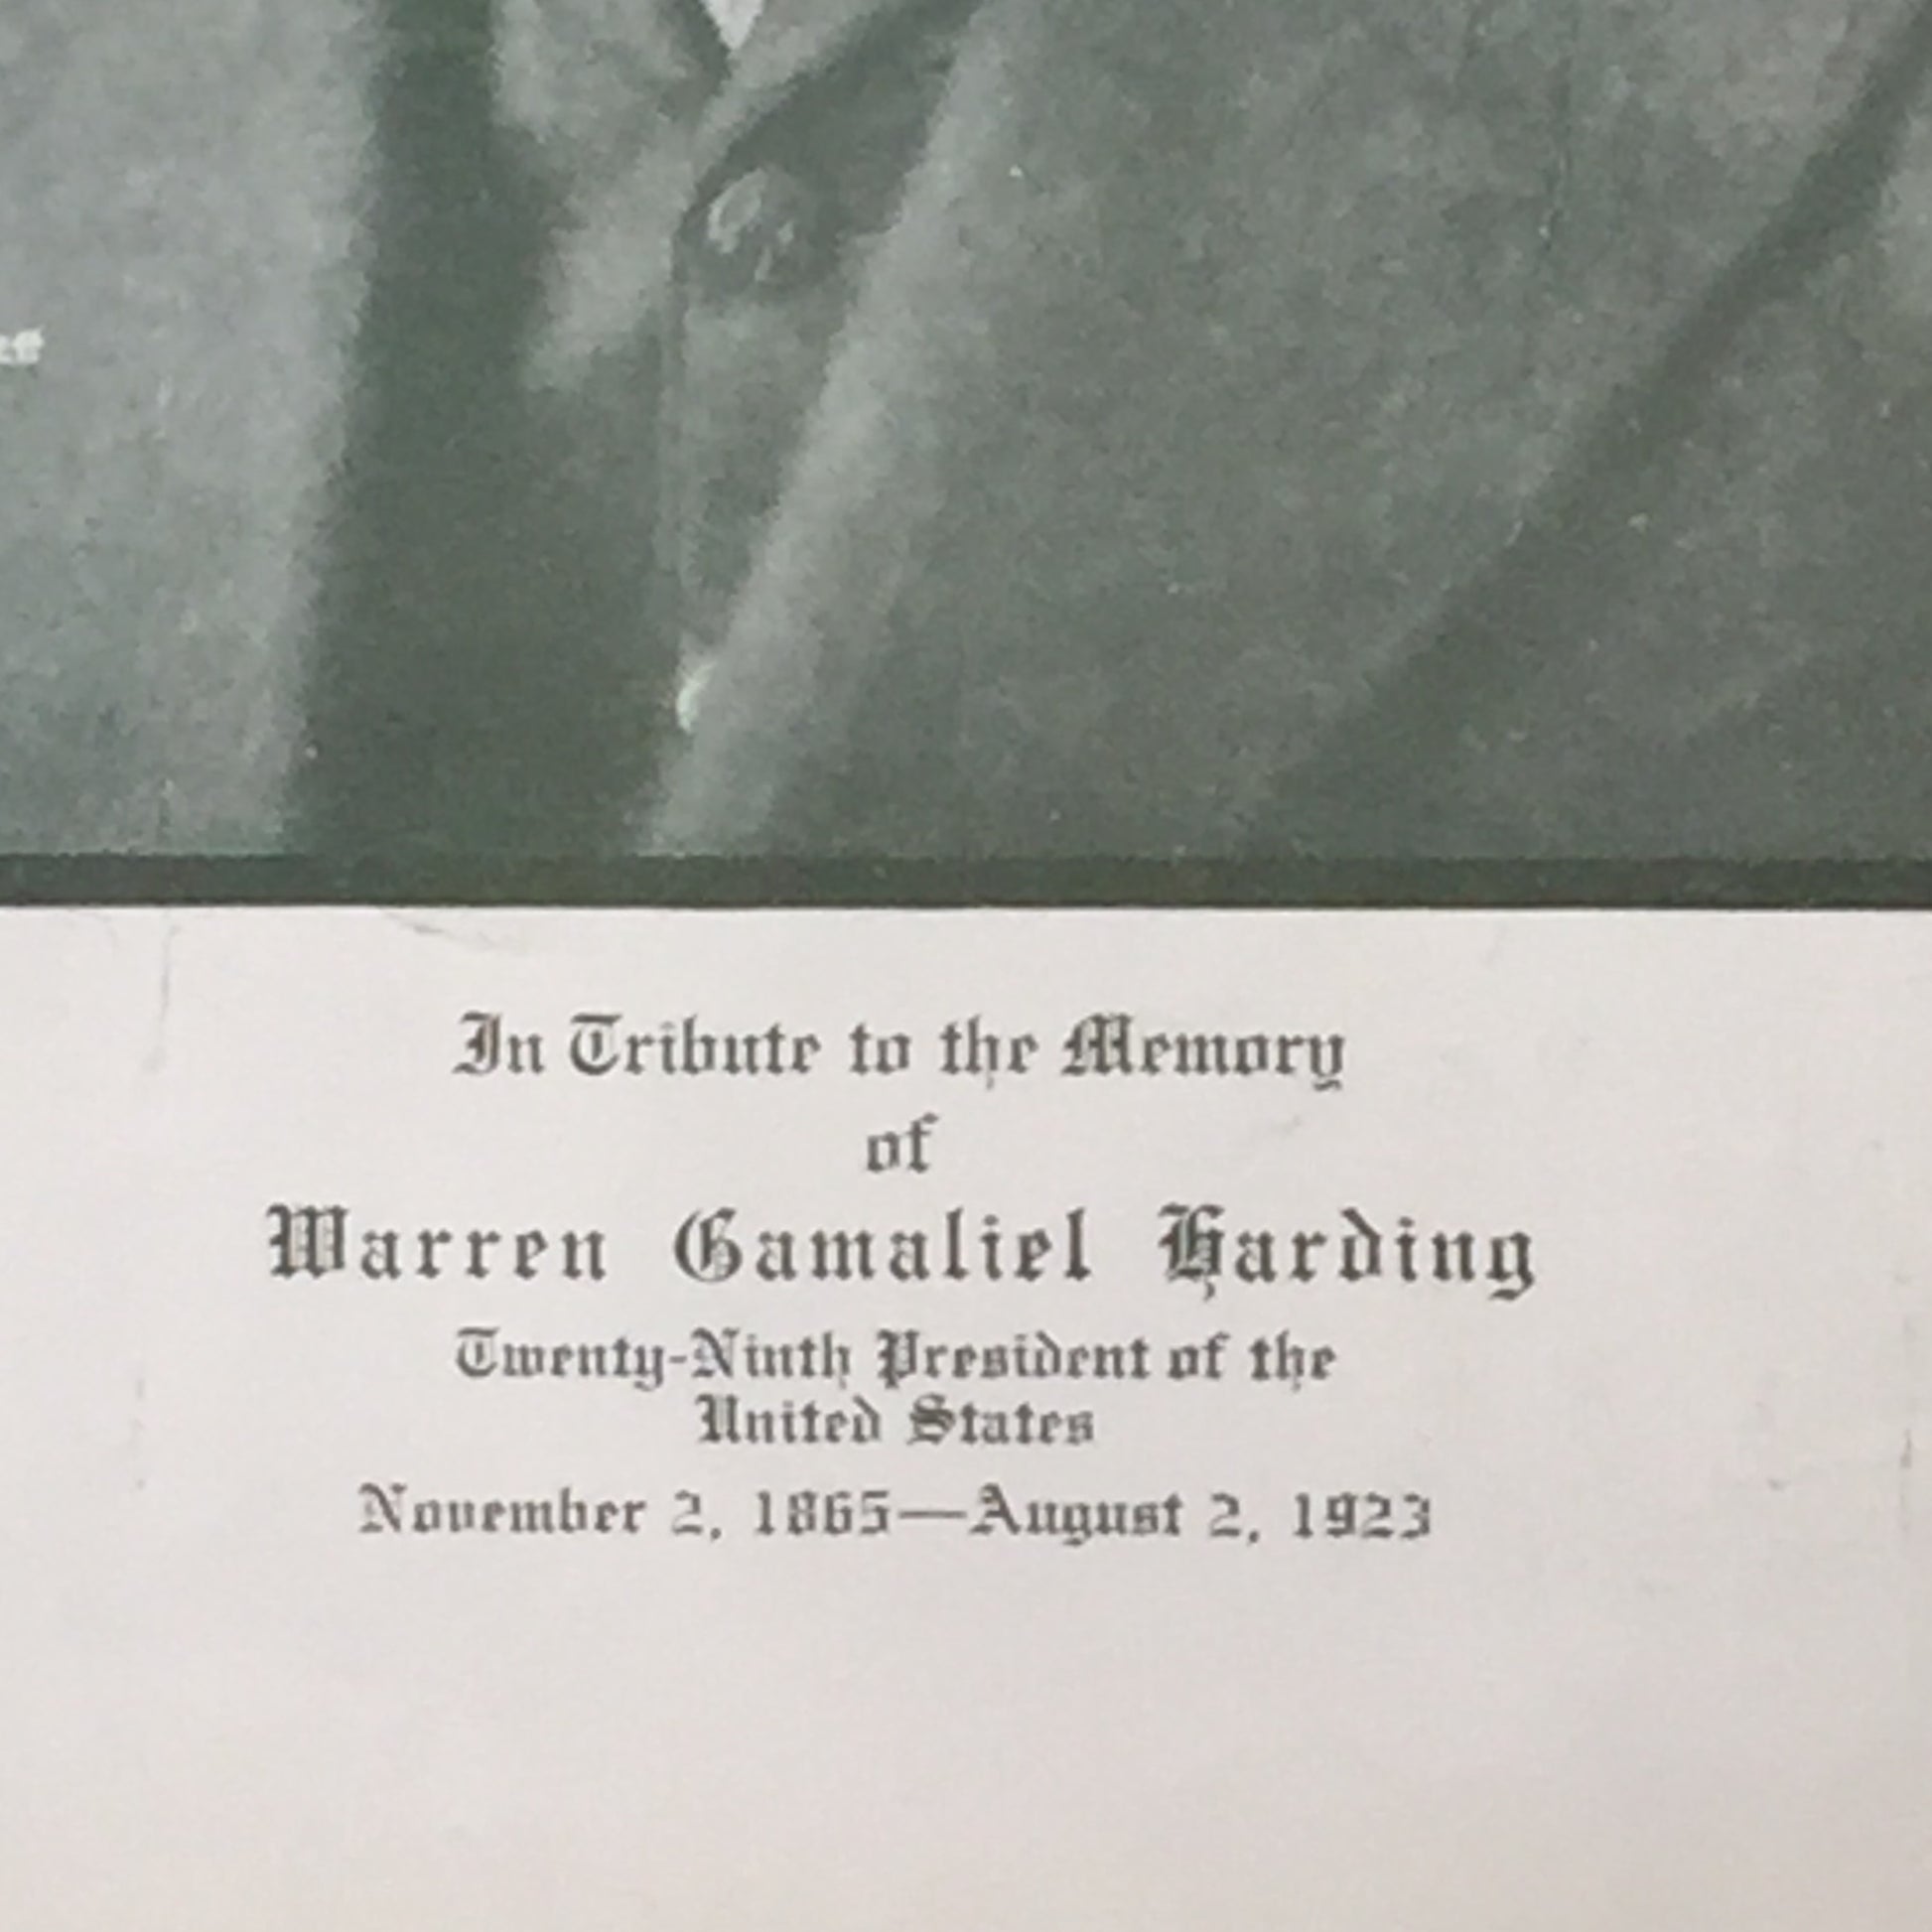 In Tribute to the Memory
of
Warren Gamaliel Harding
Twenty-Ninth President of the
United States
November 2, 1865—August 2, 1923